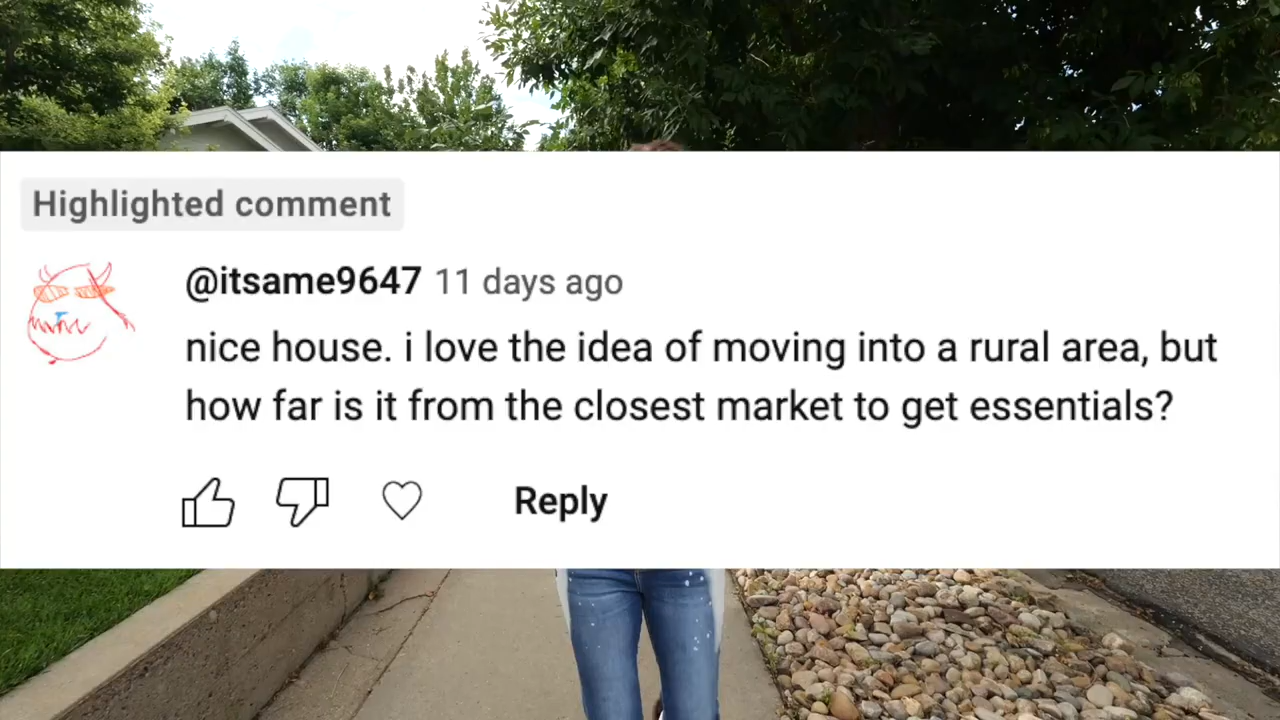 Highlighted comment
@itsame9647 11 days ago
nice house. i love the idea of moving into a rural area, but
how far is it from the closest market to get essentials?
Reply